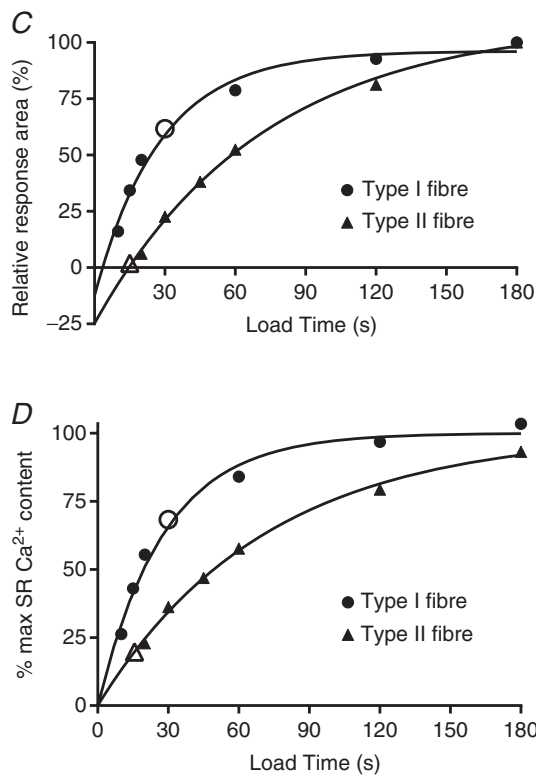 C
Relative response area (%)
100
75
50
25
0
−25
Type I fibre
Type II fibre
30 60 90 120 150 180
Load Time (s)
D
% max SR Ca²⁺ content
100
75
50
25
0
Type I fibre
Type II fibre
0 30 60 90 120 150 180
Load Time (s)